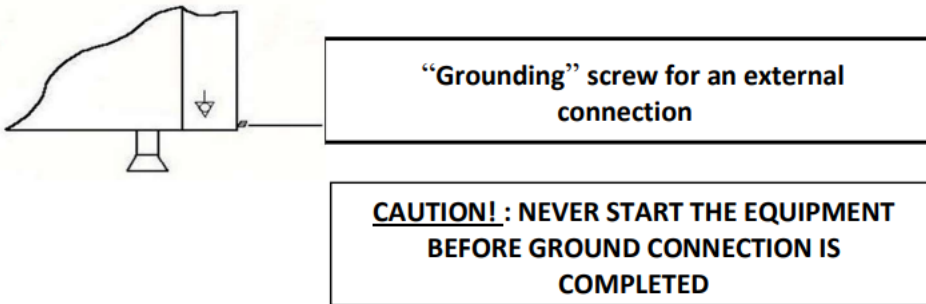 “Grounding” screw for an external
connection
CAUTION! : NEVER START THE EQUIPMENT
BEFORE GROUND CONNECTION IS
COMPLETED